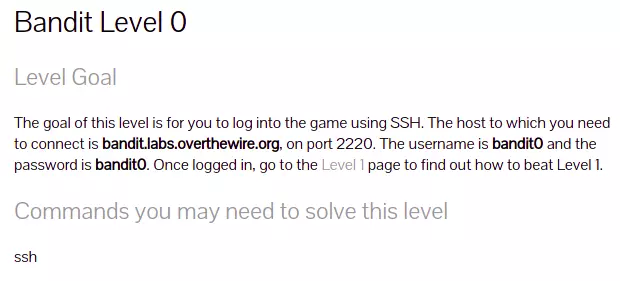 Bandit Level 0
Level Goal
The goal of this level is for you to log into the game using SSH. The host to which you need
to connect is bandit.labs.overthewire.org, on port 2220. The username is bandit0 and the
password is bandit0. Once logged in, go to the Level 1 page to find out how to beat Level 1.
Commands you may need to solve this level
ssh